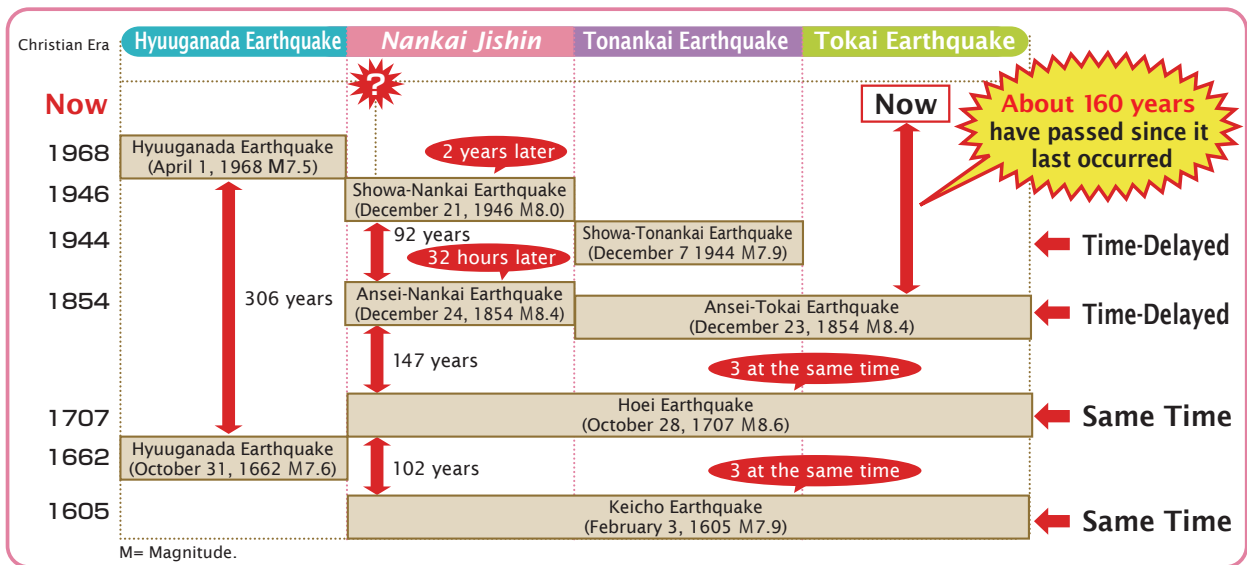 Christian Era
Hyuuganada Earthquake
Nankai Jishin
Tonankai Earthquake
Tokai Earthquake
?
Now
Now
About 160 years
have passed since it
last occurred
1968
Hyuuganada Earthquake
(April 1, 1968 M7.5)
2 years later
1946
Showa-Nankai Earthquake
(December 21, 1946 M8.0)
1944
92 years
Showa-Tonankai Earthquake
(December 7 1944 M7.9)
Time-Delayed
32 hours later
306 years
1854
Ansei-Nankai Earthquake
(December 24, 1854 M8.4)
Ansei-Tokai Earthquake
(December 23, 1854 M8.4)
Time-Delayed
147 years
3 at the same time
1707
Hoei Earthquake
(October 28, 1707 M8.6)
Same Time
1662
Hyuuganada Earthquake
(October 31, 1662 M7.6)
102 years
3 at the same time
1605
Keicho Earthquake
(February 3, 1605 M7.9)
Same Time
M= Magnitude.